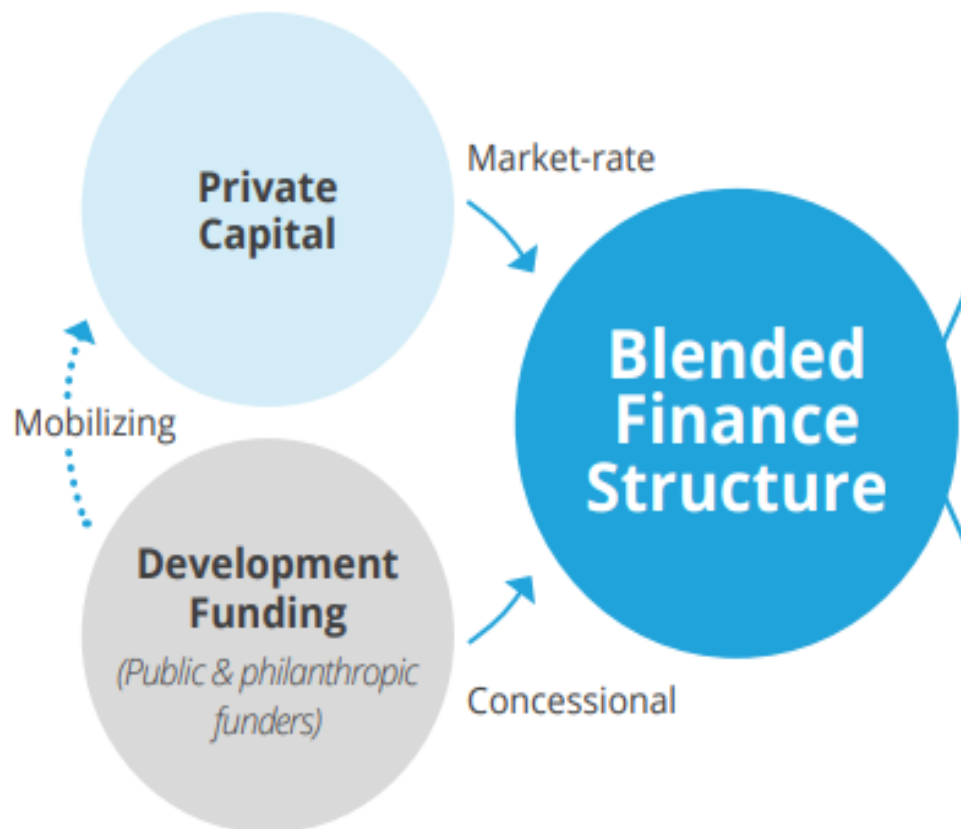 Private
Capital
Market-rate
Blended
Finance
Structure
Mobilizing
Development
Funding
(Public & philanthropic
funders)
Concessional